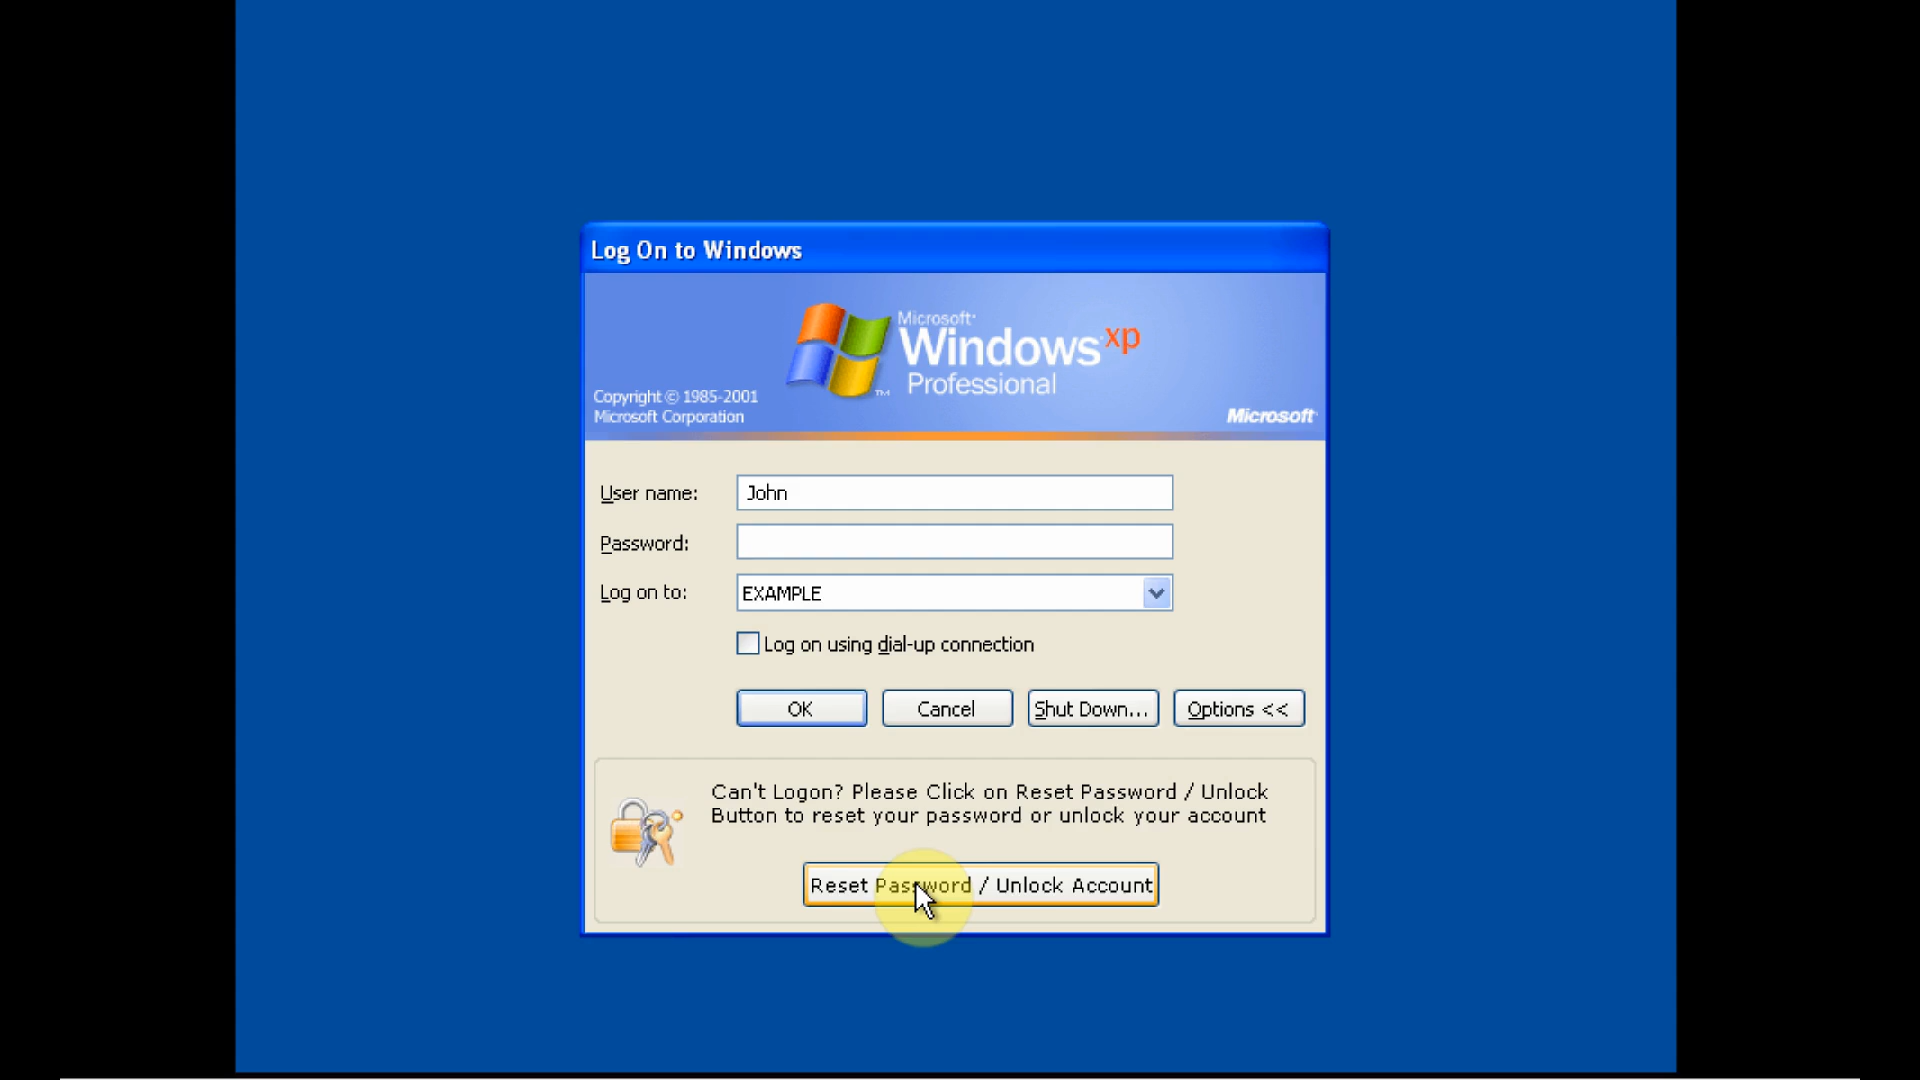 Log On to Windows
Microsoft®
Windows xp
Professional
TM
Copyright © 1985-2001
Microsoft Corporation
Microsoft
User name:
John
Password:
Log on to:
EXAMPLE
Log on using dial-up connection
OK
Cancel
Shut Down...
Options <<
Can't Logon? Please Click on Reset Password / Unlock
Button to reset your password or unlock your account
Reset Password / Unlock Account